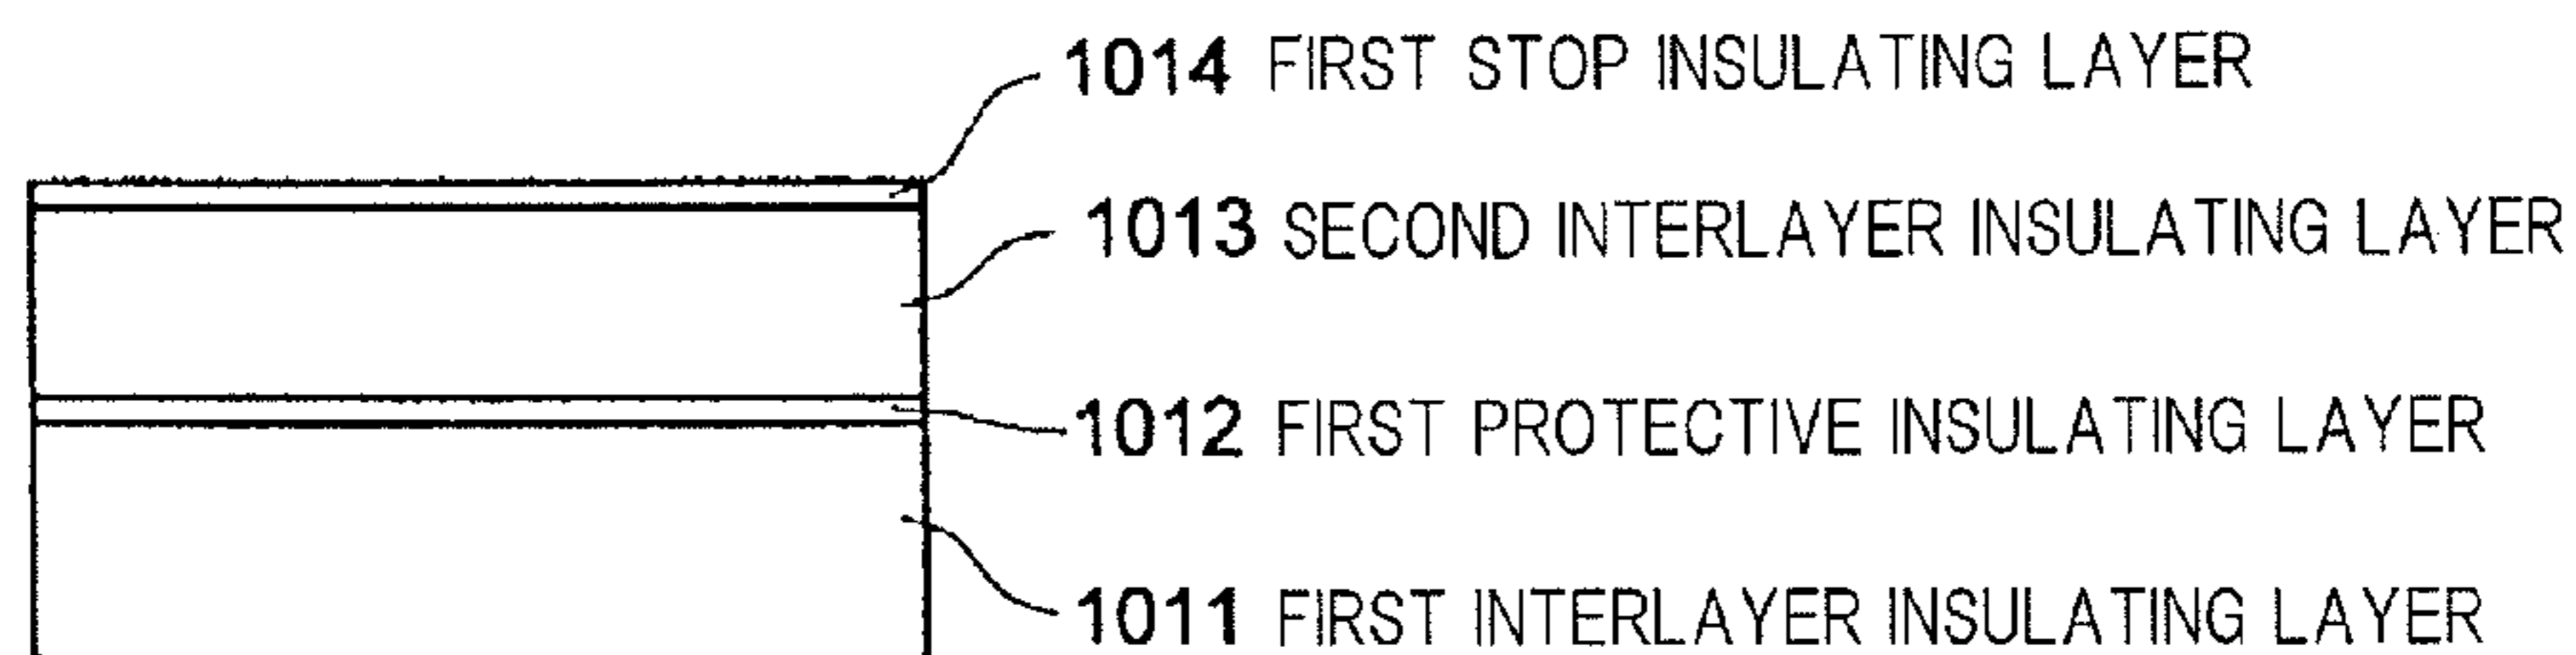 1014 FIRST STOP INSULATING LAYER
1013 SECOND INTERLAYER INSULATING LAYER
1012 FIRST PROTECTIVE INSULATING LAYER
1011 FIRST INTERLAYER INSULATING LAYER